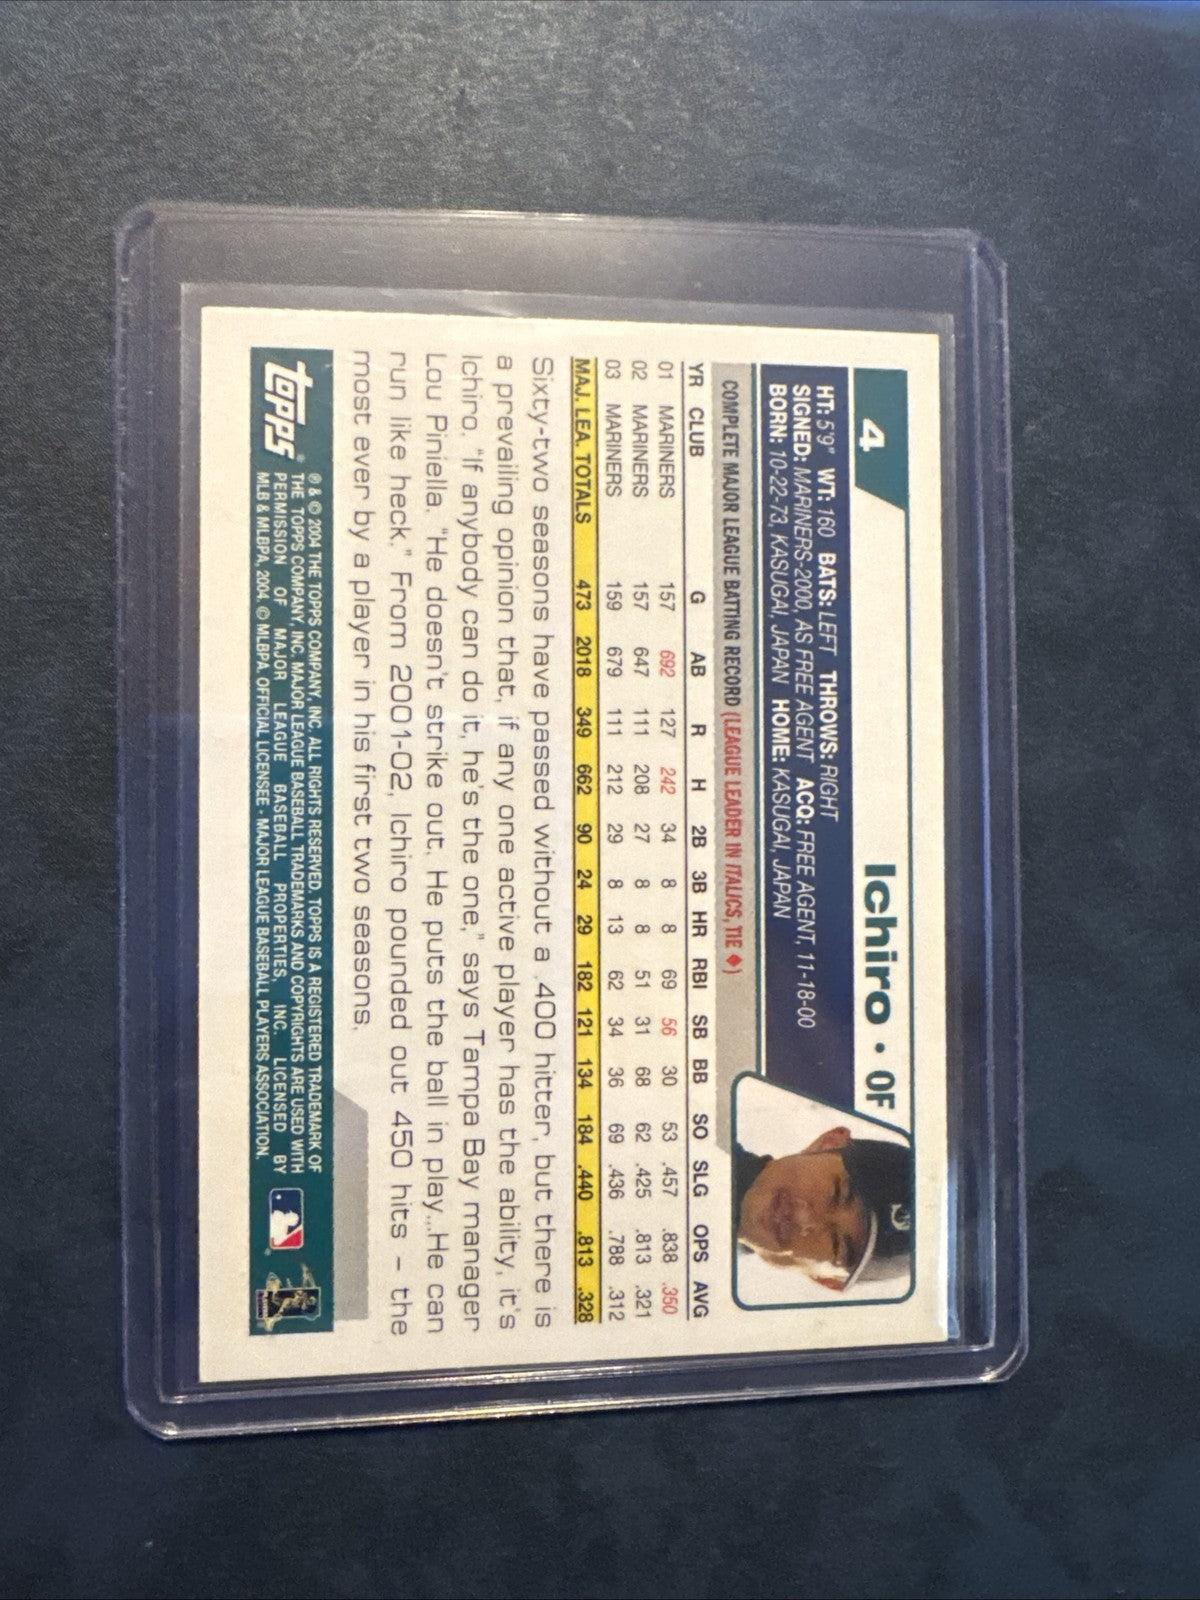 4
Ichiro • OF
HT: 5'9" WT: 160 BATS: LEFT THROWS: RIGHT
SIGNED: MARINERS-2000, AS FREE AGENT ACQ: FREE AGENT, 11-18-00
BORN: 10-22-73, KASUGAI, JAPAN HOME: KASUGAI, JAPAN
COMPLETE MAJOR LEAGUE BATTING RECORD (LEAGUE LEADER IN ITALICS, TIE ♦)
YR CLUB G AB R H 2B 3B HR RBI SB BB SO SLG OPS AVG
01 MARINERS 157 692 127 242 34 8 8 69 56 30 53 .457 .838 .350
02 MARINERS 157 647 111 208 27 8 8 51 31 68 62 .425 .813 .321
03 MARINERS 159 679 111 212 29 8 13 62 34 36 69 .436 .788 .312
MAJ. LEA. TOTALS 473 2018 349 662 90 24 29 182 121 134 184 .440 .813 .328
Sixty-two seasons have passed without a .400 hitter, but there is
a prevailing opinion that, if any one active player has the ability, it's
Ichiro. "If anybody can do it, he's the one," says Tampa Bay manager
Lou Piniella. "He doesn't strike out. He puts the ball in play...He can
run like heck." From 2001-02, Ichiro pounded out 450 hits – the
most ever by a player in his first two seasons.
topps®
® & © 2004 THE TOPPS COMPANY, INC. ALL RIGHTS RESERVED. TOPPS IS A REGISTERED TRADEMARK OF
THE TOPPS COMPANY, INC. MAJOR LEAGUE BASEBALL TRADEMARKS AND COPYRIGHTS ARE USED WITH
PERMISSION OF MAJOR LEAGUE BASEBALL PROPERTIES, INC. LICENSED BY
MLB & MLBPA, 2004. © MLBPA. OFFICIAL LICENSEE - MAJOR LEAGUE BASEBALL PLAYERS ASSOCIATION.